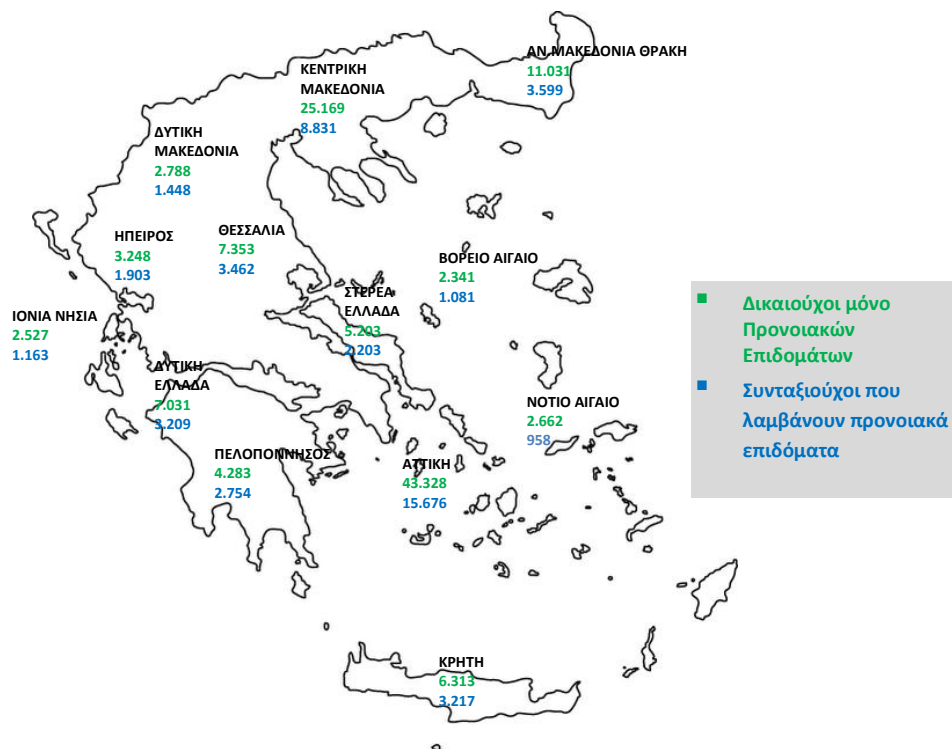 ΑΝ.ΜΑΚΕΔΟΝΙΑ ΘΡΑΚΗ
11.031
3.599
ΚΕΝΤΡΙΚΗ
ΜΑΚΕΔΟΝΙΑ
25.169
8.831
ΔΥΤΙΚΗ
ΜΑΚΕΔΟΝΙΑ
2.788
1.448
ΗΠΕΙΡΟΣ
3.248
1.903
ΘΕΣΣΑΛΙΑ
7.353
3.462
ΒΟΡΕΙΟ ΑΙΓΑΙΟ
2.341
1.081
ΣΤΕΡΕΑ
ΕΛΛΑΔΑ
5.203
2.203
ΙΟΝΙΑ ΝΗΣΙΑ
2.527
1.163
ΔΥΤΙΚΗ
ΕΛΛΑΔΑ
7.031
3.209
ΝΟΤΙΟ ΑΙΓΑΙΟ
2.662
958
ΠΕΛΟΠΟΝΝΗΣΟΣ
4.283
2.754
ΑΤΤΙΚΗ
43.328
15.676
ΚΡΗΤΗ
6.313
3.217
Δικαιούχοι μόνο
Προνοιακών
Επιδομάτων
Συνταξιούχοι που
λαμβάνουν προνοιακά
επιδόματα